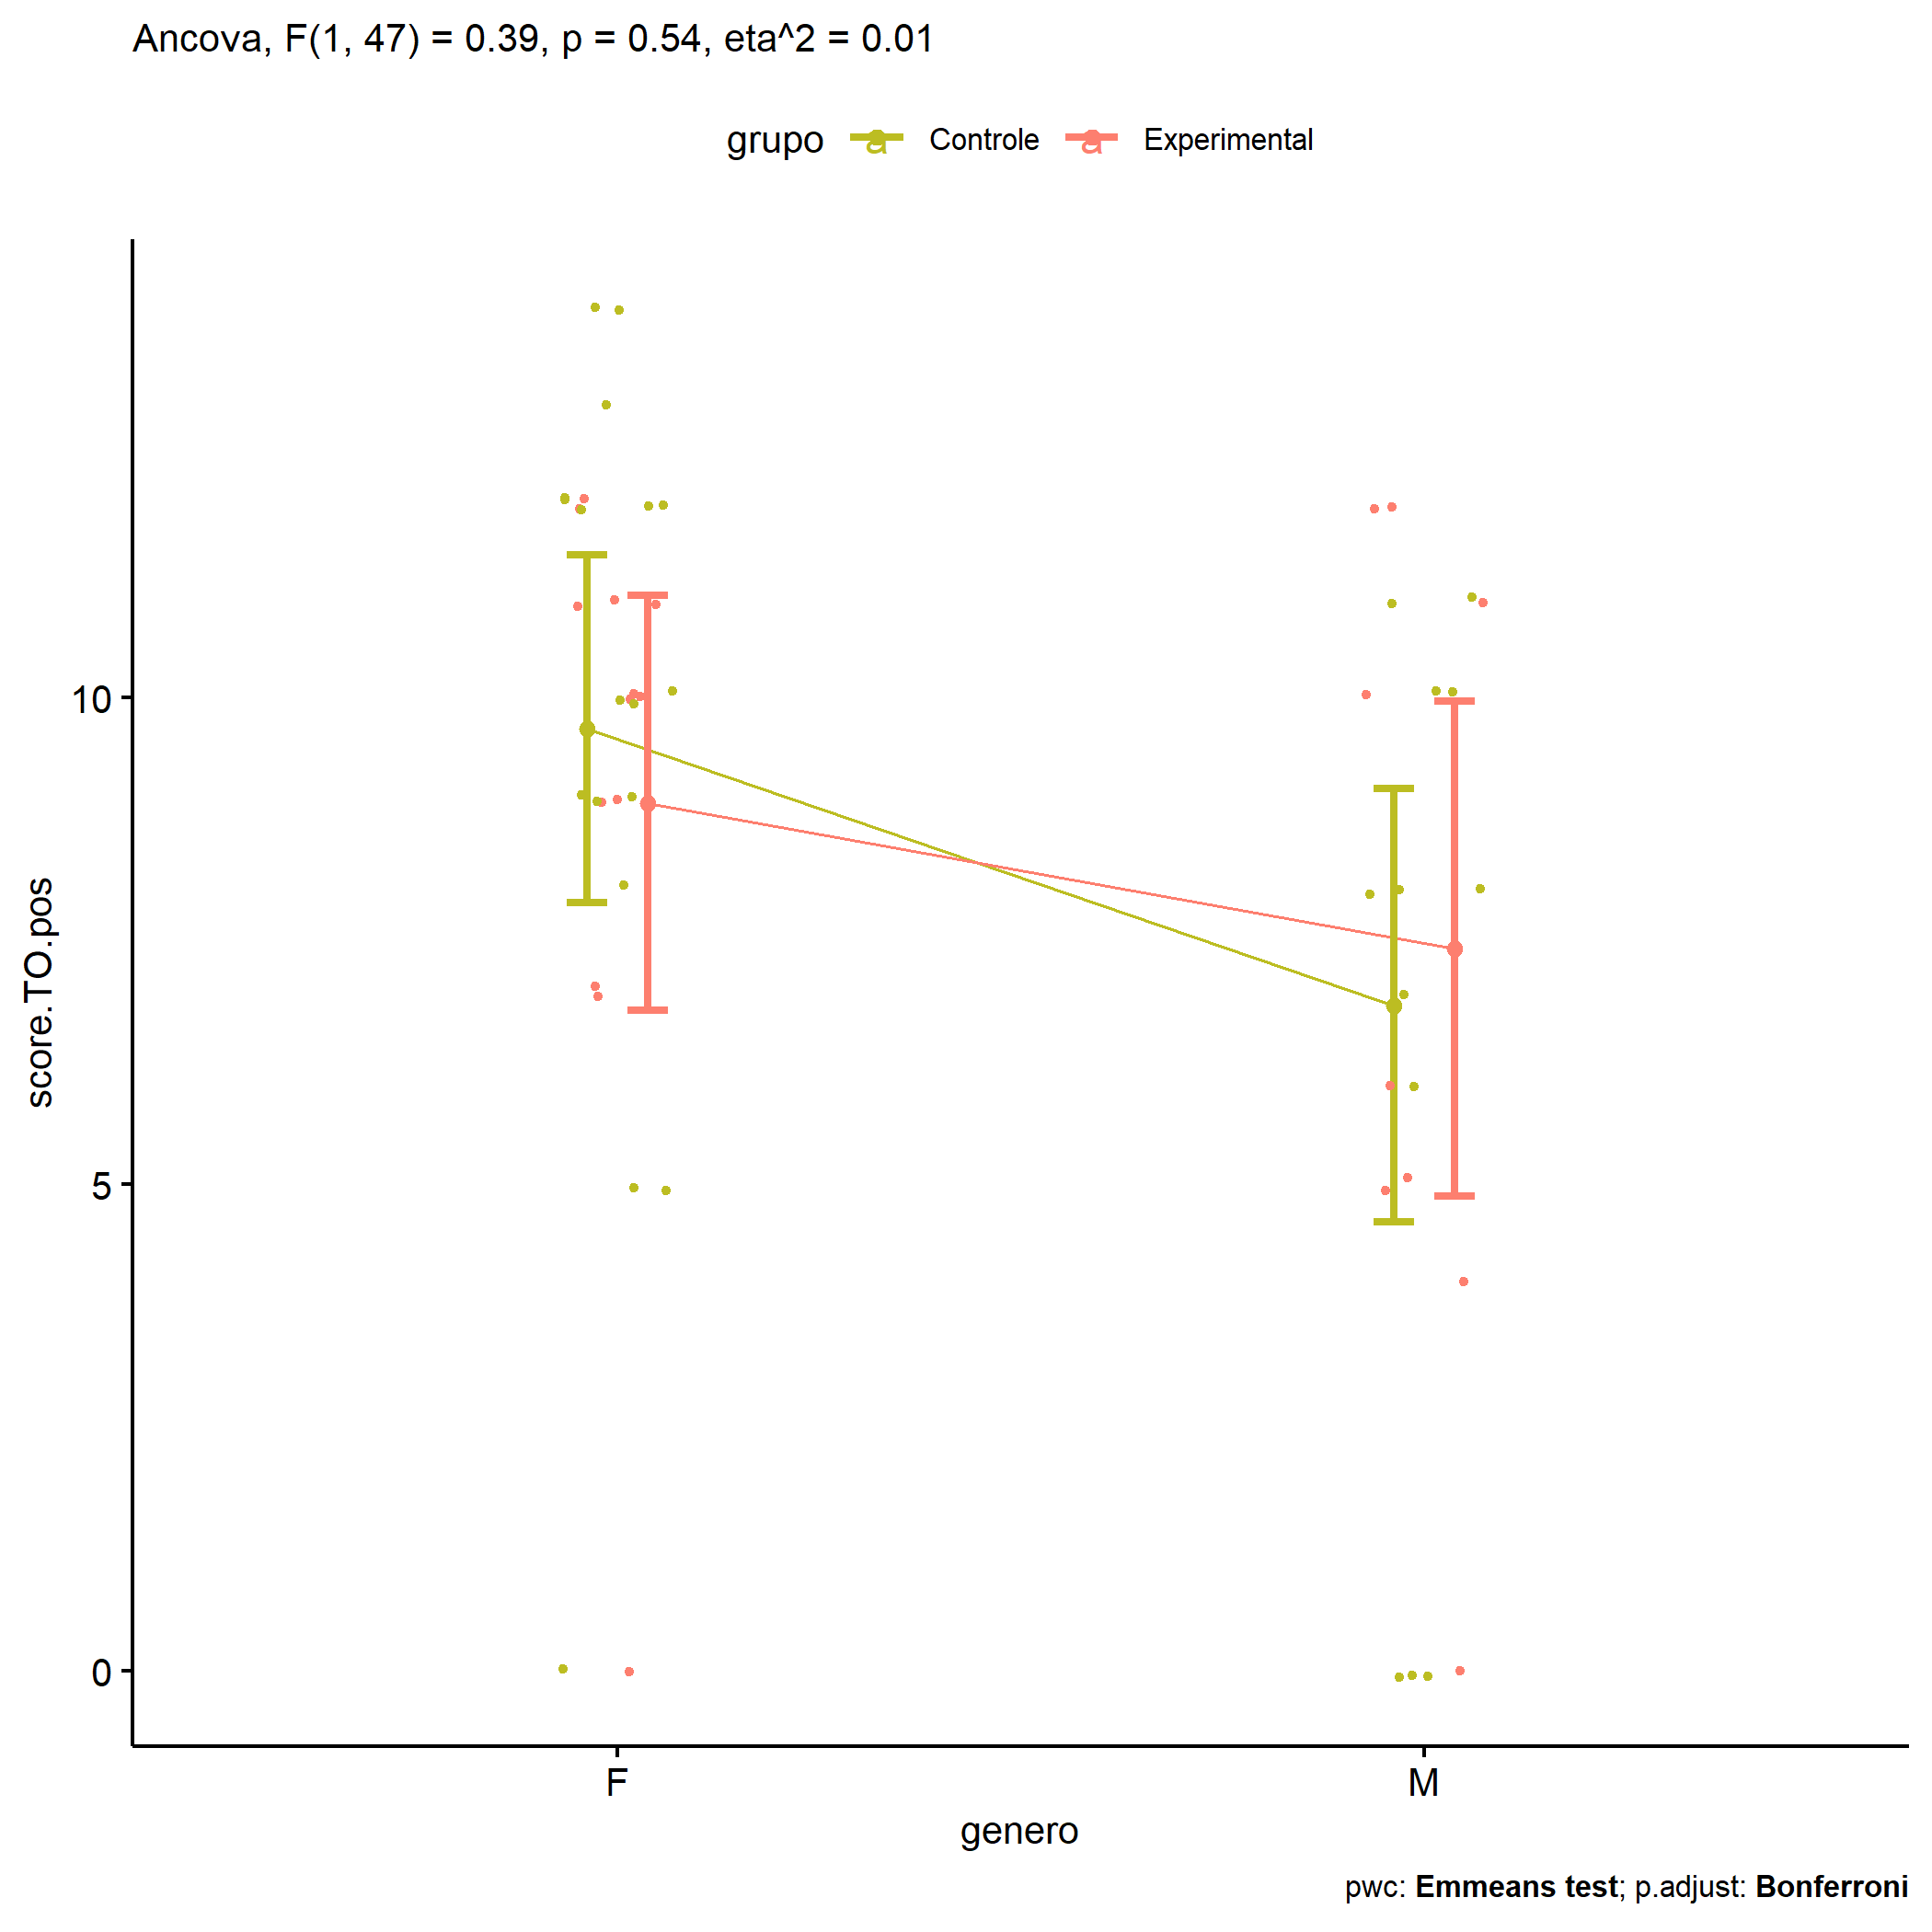 Ancova, F(1, 47) = 0.39, p = 0.54, eta^2 = 0.01
grupo a Controle a Experimental
10
5
0
score.TO.pos
F M
genero
pwc: Emmeans test; p.adjust: Bonferroni